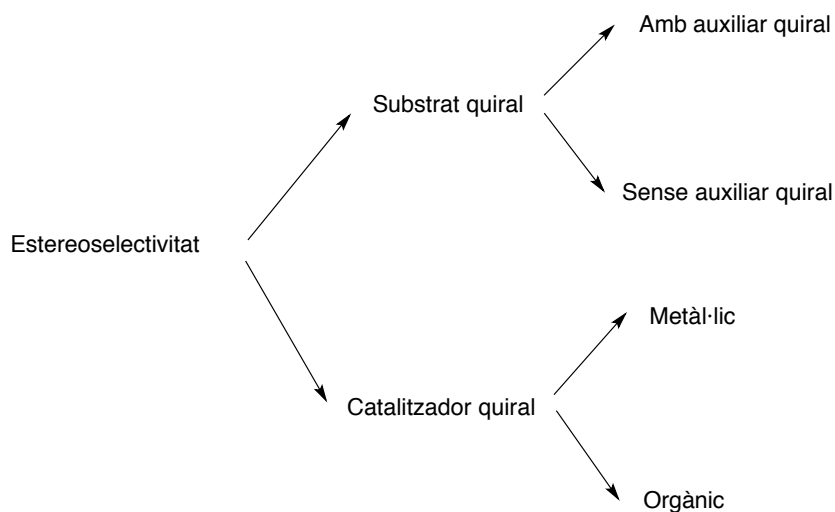 Amb auxiliar quiral
Substrat quiral
Sense auxiliar quiral
Estereoselectivitat
Metàl·lic
Catalitzador quiral
Orgànic